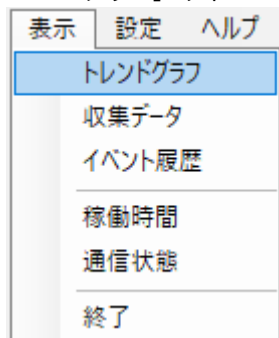 表示 設定 ヘルプ
トレンドグラフ
収集データ
イベント履歴
稼働時間
通信状態
終了